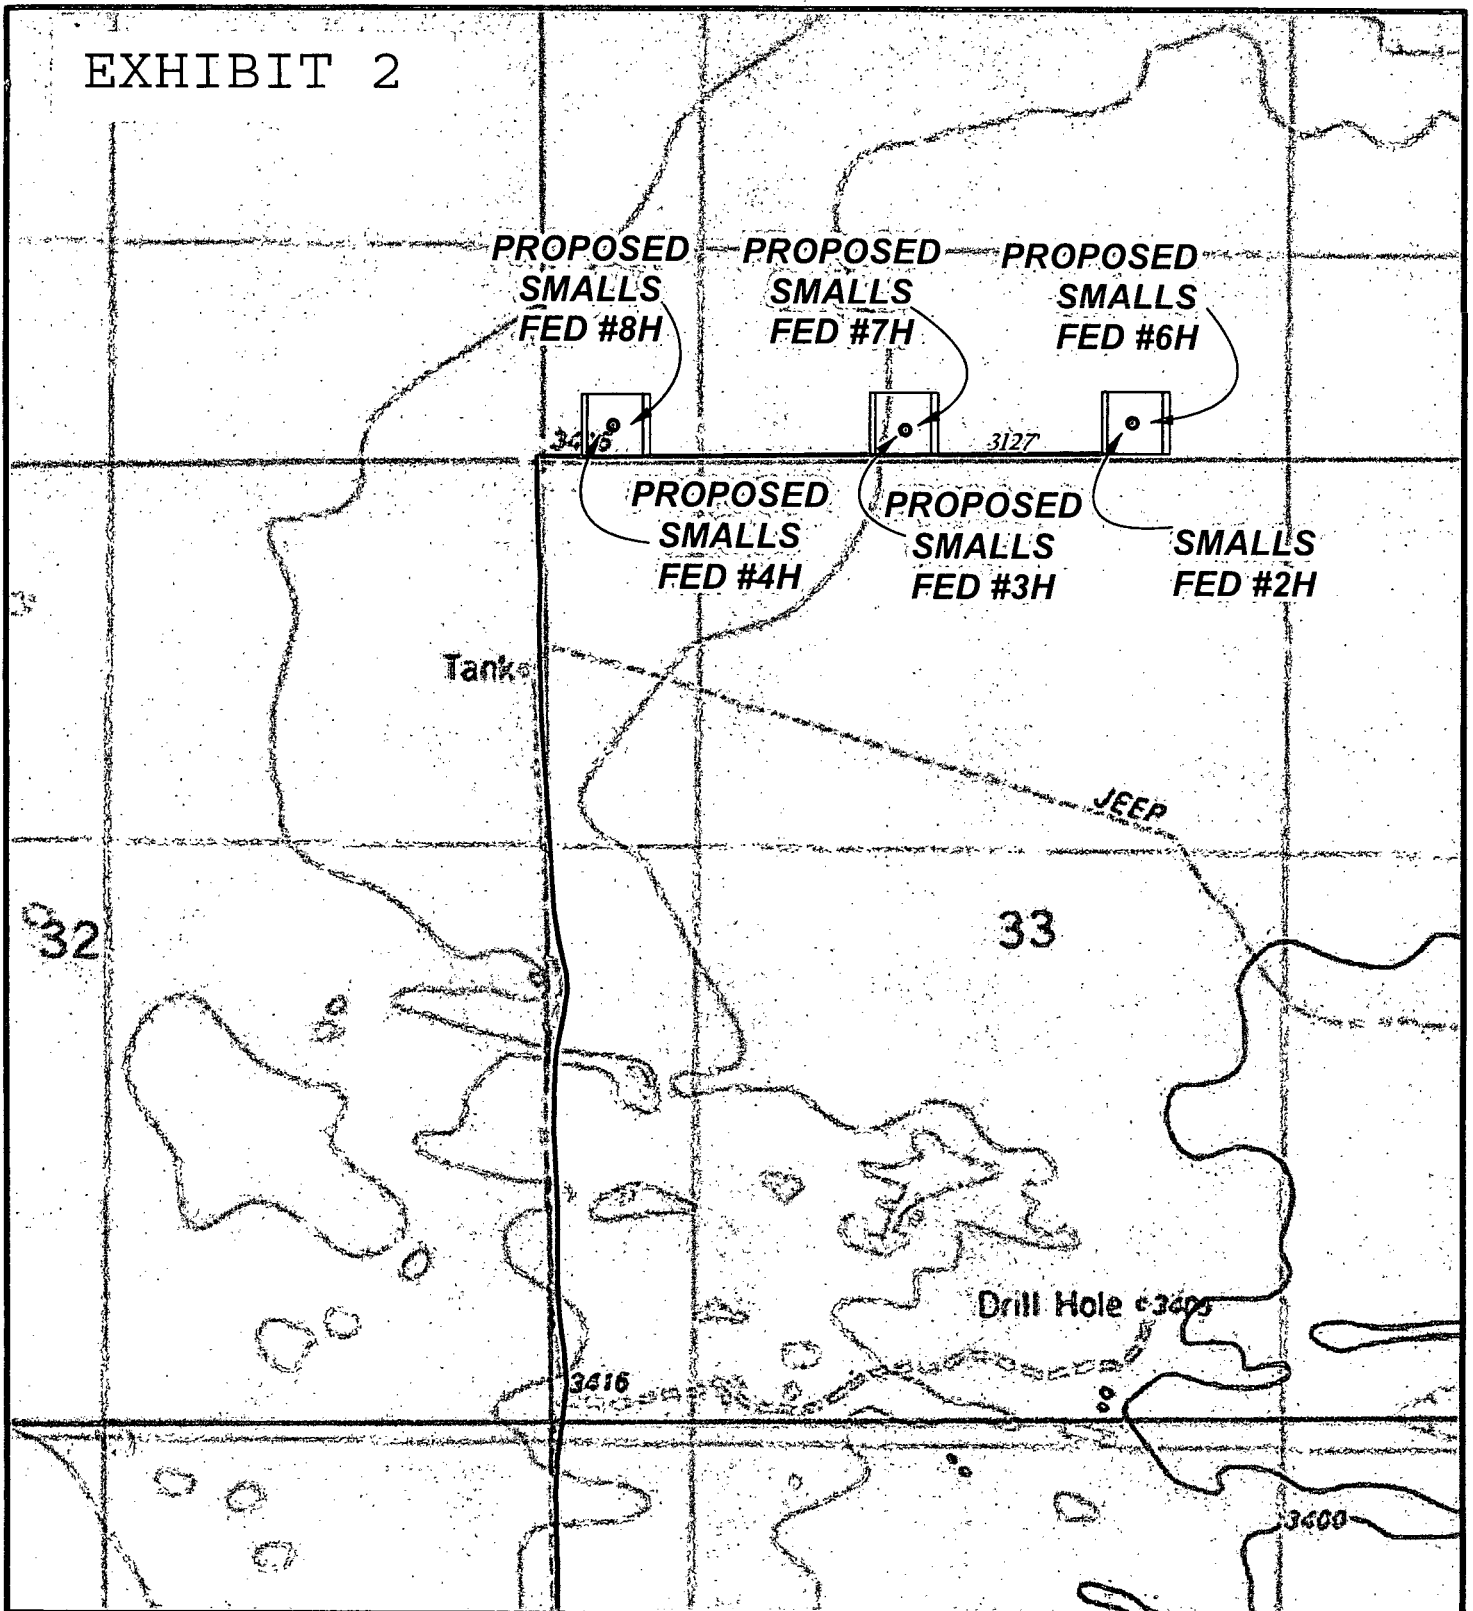 EXHIBIT 2
PROPOSED
SMALLS
FED #8H
PROPOSED
SMALLS
FED #7H
PROPOSED
SMALLS
FED #6H
3127'
PROPOSED
SMALLS
FED #4H
PROPOSED
SMALLS
FED #3H
SMALLS
FED #2H
Tank
JEEP
32
33
Drill Hole
3416
3400